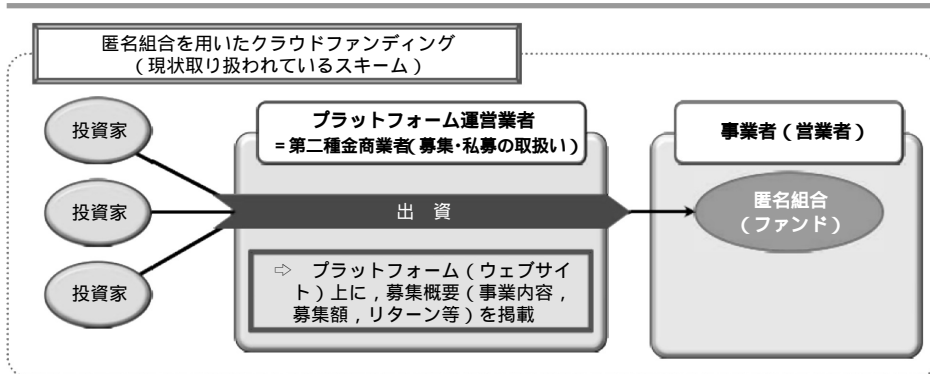 匿名組合を用いたクラウドファンディング
(現状取り扱われているスキーム)
投資家
投資家
投資家
プラットフォーム運営業者
=第二種金商業者(募集・私募の取扱い)
出 資
⇨ プラットフォーム(ウェブサイ
ト)上に,募集概要(事業内容,
募集額,リターン等)を掲載
事業者(営業者)
匿名組合
(ファンド)